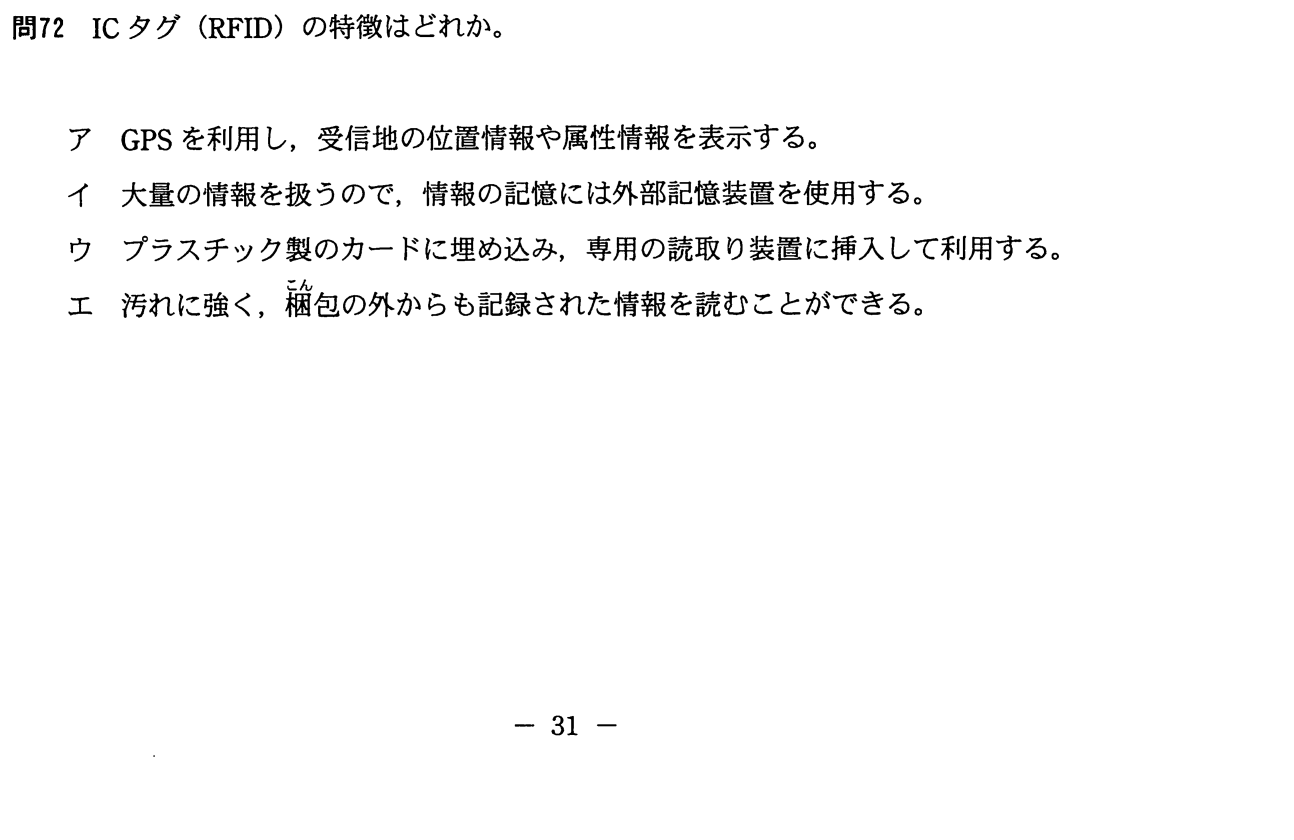 問72 ICタグ（RFID）の特徴はどれか。
ア GPSを利用し，受信地の位置情報や属性情報を表示する。
イ 大量の情報を扱うので，情報の記憶には外部記憶装置を使用する。
ウ プラスチック製のカードに埋め込み，専用の読取り装置に挿入して利用する。
こん
エ 汚れに強く，梱包の外からも記録された情報を読むことができる。
－ 31 －